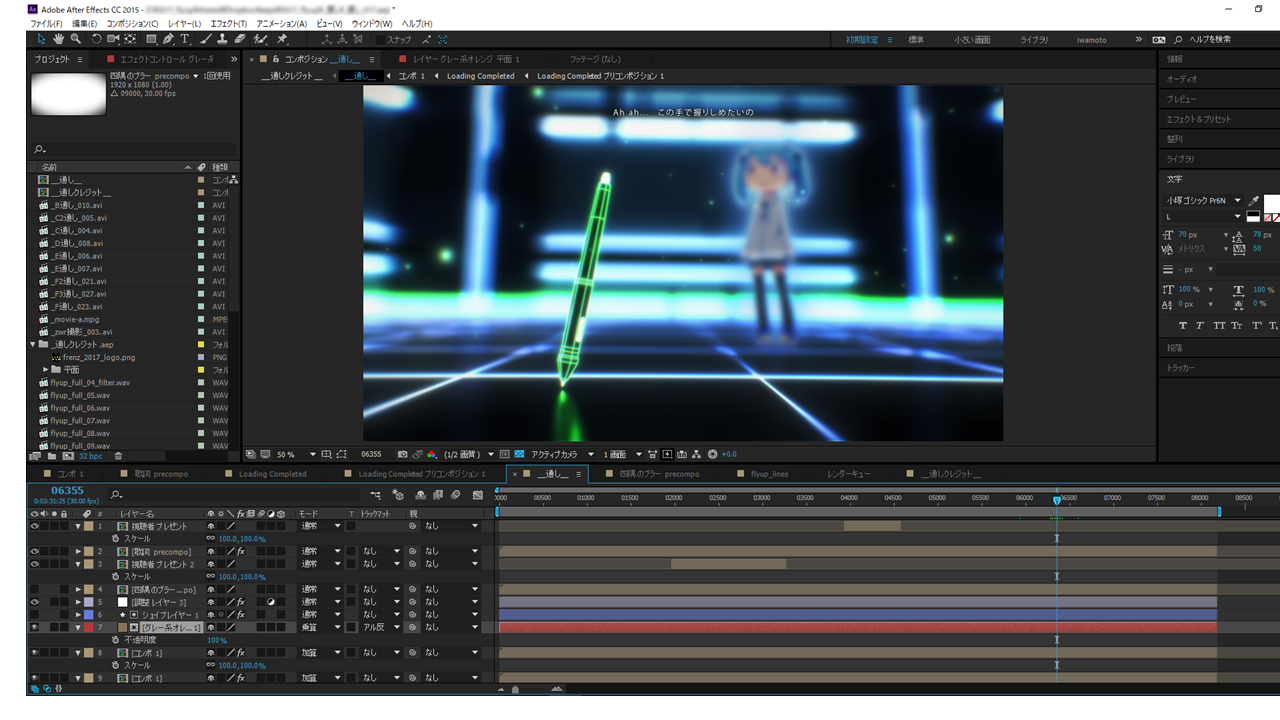 Adobe After Effects CC 2015 -
ファイル(F) 編集(E) コンポジション(C) レイヤー(L) エフェクト(T) アニメーション(A) ビュー(V) ウィンドウ(W) ヘルプ(H)
スナップ
初期設定 標準 小さい画面 ライブラリ iwamoto ヘルプを検索
プロジェクト エフェクトコントロール グレーキ
四隅のブラー precompo ▼ 1回使用
1920 x 1080 (1.00)
△ 09000, 30.00 fps)
名前 種類
__通し__ コンポ
__通しクレジット__ コンポ
_B通し_010.avi AVI
_C2通し_005.avi AVI
_C通し_004.avi AVI
_D通し_008.avi AVI
_E通し_006.avi AVI
_E通し_007.avi AVI
_F2通し_021.avi AVI
_F2通し_027.avi AVI
_F通し_023.avi AVI
_movie-a.mpg MPE
_zwr撮影_003.avi AVI
_通しクレジット.aep フォル
frenz_2017_logo.png PNG
平面 フォル
flyup_full_04_filter.wav WAV
flyup_full_05.wav WAV
flyup_full_06.wav WAV
flyup_full_07.wav WAV
flyup_full_08.wav WAV
flyup_full_09.wav WAV
32 bpc
コンポジション __通し__ レイヤー グレー系オレンジ 平面 1 フッテージ (なし)
__通しクレジット__ __通し__ コンポ 1 Loading Completed Loading Completed プリコンポジション 1
Ah ah... この手で握りしめたいの
50 % 06355 (1/2 画質) アクティブカメラ 1 画面 +0.0
情報
オーディオ
プレビュー
エフェクト&プリセット
整列
ライブラリ
文字
小塚ゴシック Pr6N
L
70 px 78 px
メトリクス 50
- px
100 % 100 %
0 px 0 %
段落
トラッカー
コンポ 1 歌詞 precompo Loading Completed Loading Completed プリコンポジション 1 __通し__ 四隅のブラー precompo flyup_lines レンダーキュー __通しクレジット__
06355
0:03:31:25 (30.00 fps)
0000 00500 01000 01500 02000 02500 03000 03500 04000 04500 05000 05500 06000 06500 07000 07500 08000 08500
# レイヤー名 モード T トラックマット 親
1 視聴者プレゼント 通常 なし
スケール 100.0,100.0%
2 [歌詞 precompo] 通常 なし なし
3 視聴者プレゼント 2 通常 なし なし
スケール 100.0,100.0%
4 [四隅のブラー...po] 通常 なし なし
5 [調整レイヤー 3] 通常 なし なし
6 シェイプレイヤー 1 通常 なし なし
7 [グレー系オレ... 1] 乗算 アル反 なし
不透明度 100%
8 [コンポ 1] 加算 なし なし
スケール 100.0,100.0%
9 [コンポ 1] 加算 なし なし